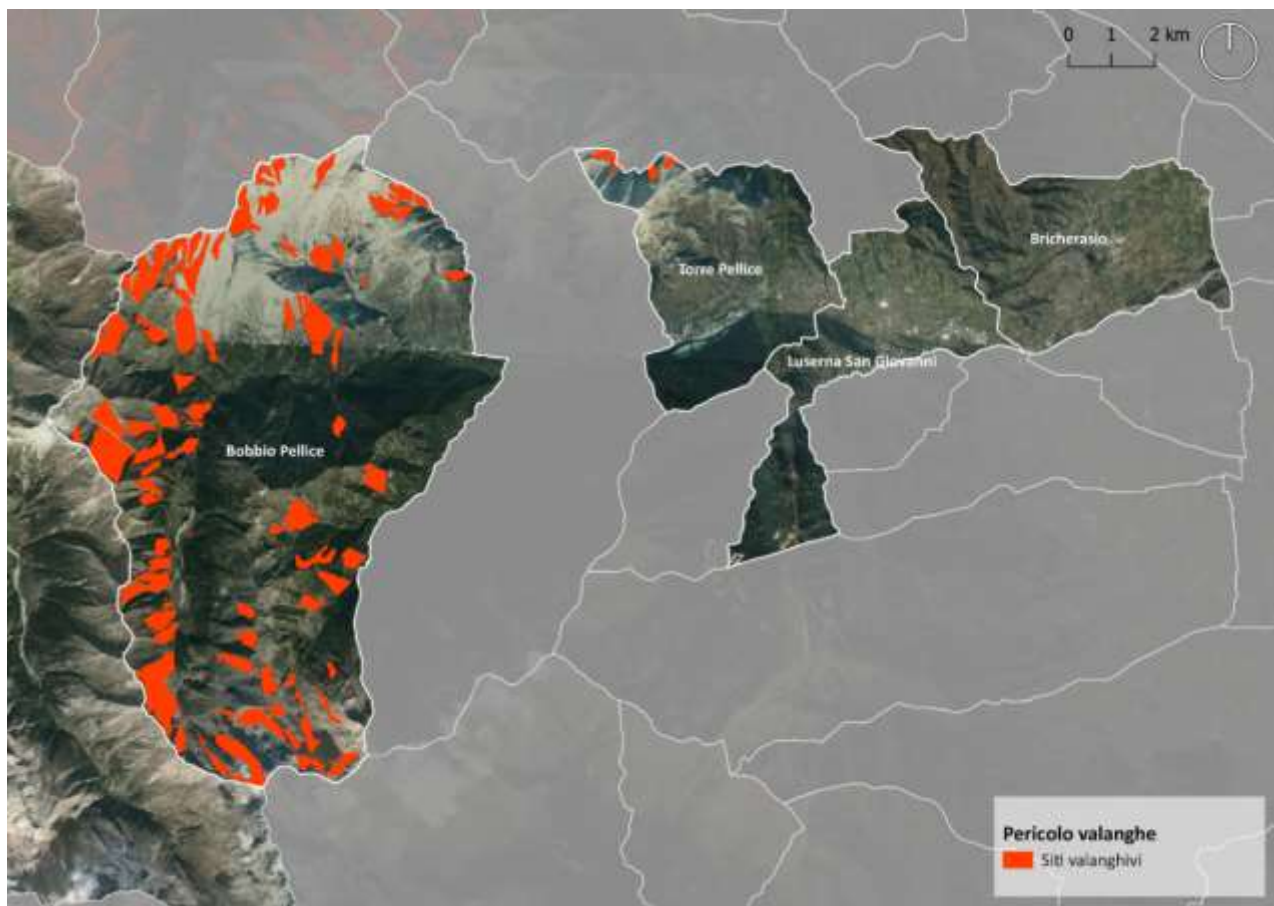 0 1 2 km
Bricherasio
Torre Pellice
Luserna San Giovanni
Bobbio Pellice
Pericolo valanghe
Siti valanghivi